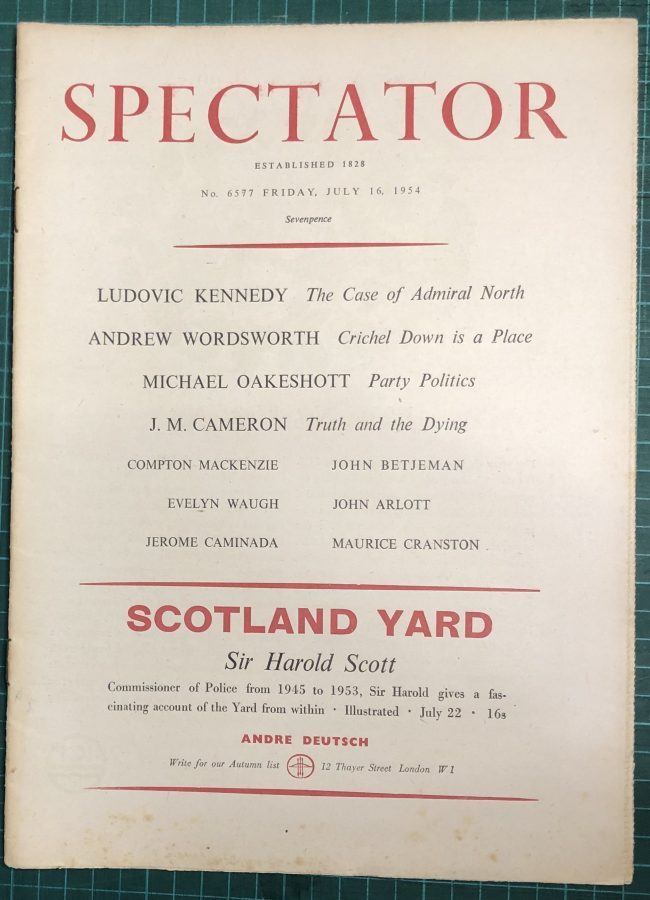 SPECTATOR
ESTABLISHED 1828
No. 6577 FRIDAY, JULY 16, 1954
Sevenpence
LUDOVIC KENNEDY The Case of Admiral North
ANDREW WORDSWORTH Crichel Down is a Place
MICHAEL OAKESHOTT Party Politics
J. M. CAMERON Truth and the Dying
COMPTON MACKENZIE JOHN BETJEMAN
EVELYN WAUGH JOHN ARLOTT
JEROME CAMINADA MAURICE CRANSTON
SCOTLAND YARD
Sir Harold Scott
Commissioner of Police from 1945 to 1953, Sir Harold gives a fas-
cinating account of the Yard from within · Illustrated · July 22 · 16s
ANDRE DEUTSCH
Write for our Autumn list 12 Thayer Street London W 1